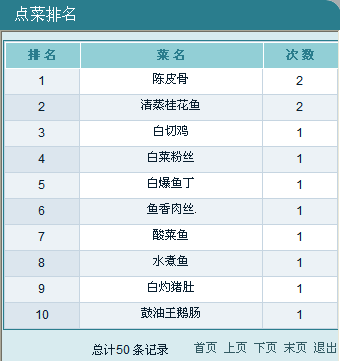 点菜排名
排名 菜名 次数
1 陈皮骨 2
2 清蒸桂花鱼 2
3 白切鸡 1
4 白菜粉丝 1
5 白爆鱼丁 1
6 鱼香肉丝. 1
7 酸菜鱼 1
8 水煮鱼 1
9 白灼猪肚 1
10 鼓油王鹅肠 1
总计50 条记录 首页 上页 下页 末页 退出